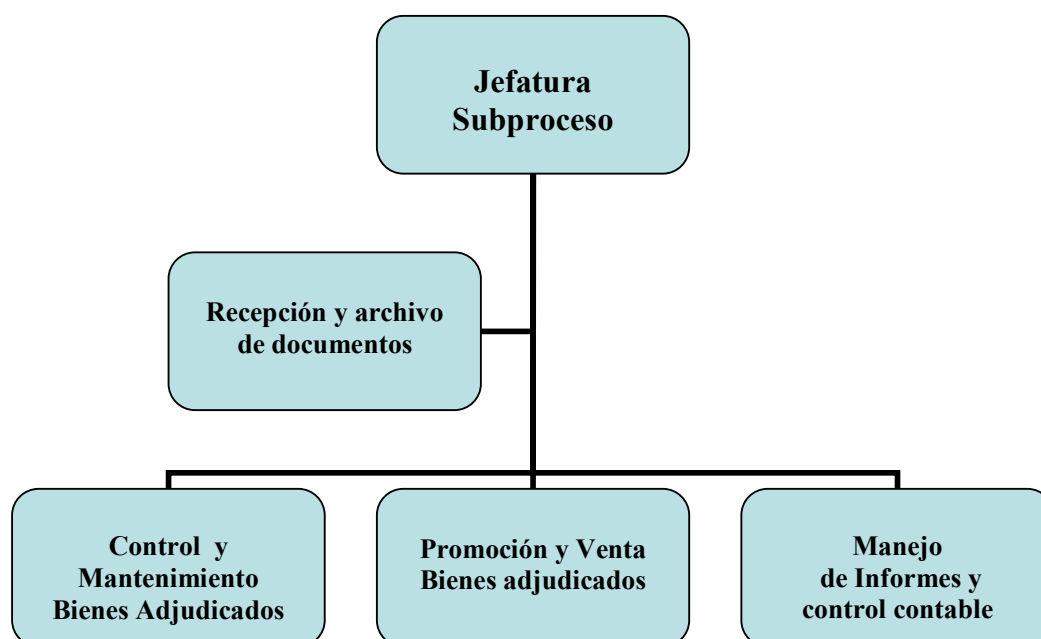 Jefatura
Subproceso
Recepción y archivo
de documentos
Control y
Mantenimiento
Bienes Adjudicados
Promoción y Venta
Bienes adjudicados
Manejo
de Informes y
control contable